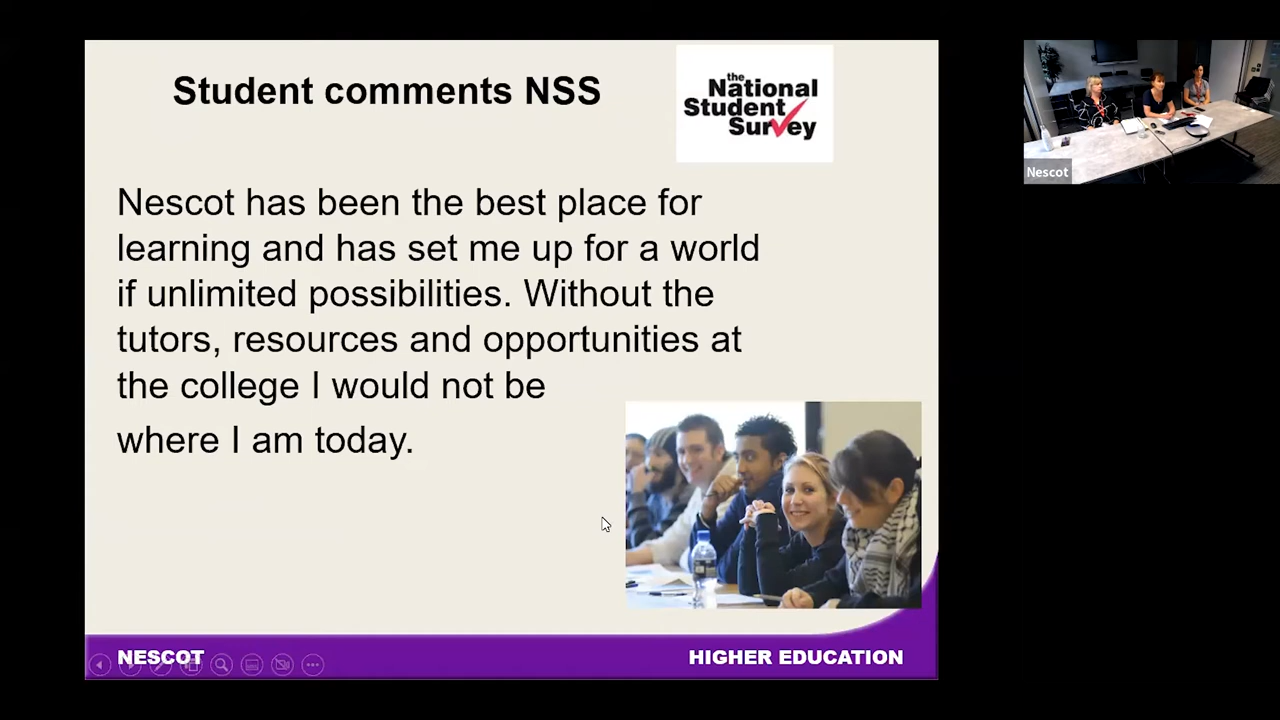 Student comments NSS
the
National
Student
Survey
Nescot has been the best place for
learning and has set me up for a world
if unlimited possibilities. Without the
tutors, resources and opportunities at
the college I would not be
where I am today.
NESCOT
HIGHER EDUCATION
Nescot